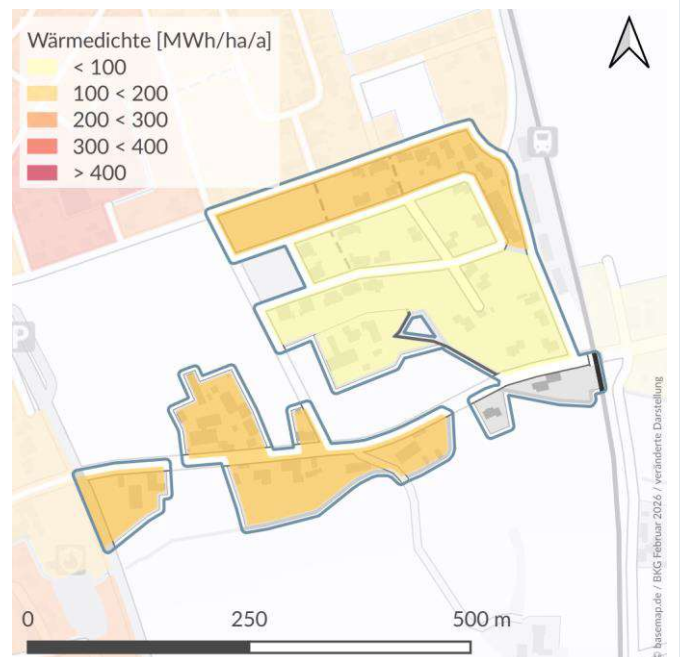 Wärmedichte [MWh/ha/a]
< 100
100 < 200
200 < 300
300 < 400
> 400
P
© basemap.de / BKG Februar 2026 / veränderte Darstellung
0 250 500 m